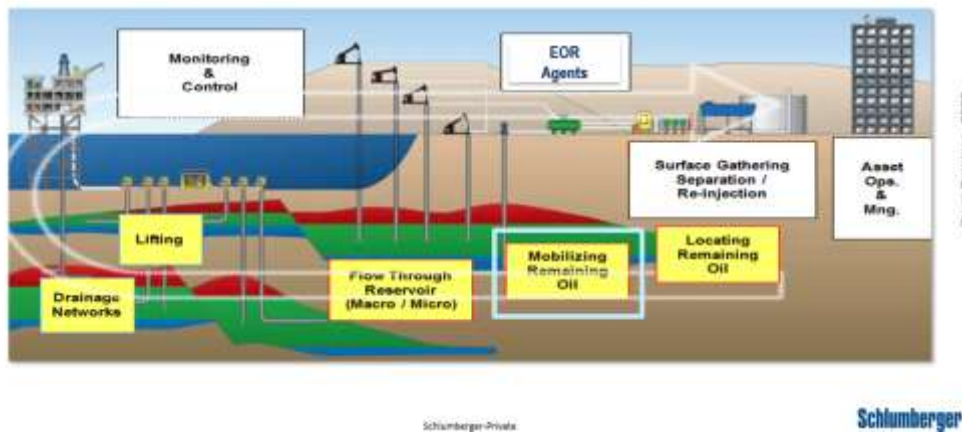 Monitoring
&
Control
EOR
Agents
Surface Gathering
Separation /
Re-injection
Asset
Ops.
&
Mng.
Lifting
Mobilizing
Remaining
Oil
Locating
Remaining
Oil
Flow Through
Reservoir
(Macro / Micro)
Drainage
Networks
Schlumberger-Private
Schlumberger